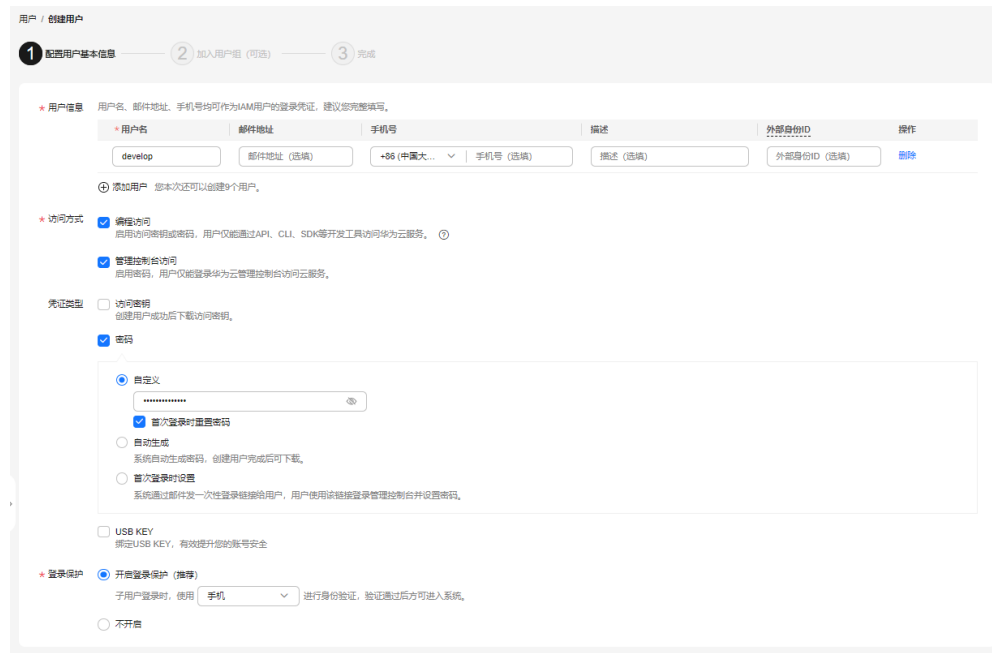 用户 / 创建用户
1 配置用户基本信息 2 加入用户组（可选） 3 完成
* 用户信息 用户名、邮件地址、手机号均可作为IAM用户的登录凭证，建议您完整填写。
* 用户名 邮件地址 手机号 描述 外部身份ID 操作
develop 邮件地址（选填） +86 (中国大... 手机号（选填） 描述（选填） 外部身份ID（选填） 删除
添加用户 您本次还可以创建9个用户。
* 访问方式 编程访问
启用访问密钥或密码，用户仅能通过API、CLI、SDK等开发工具访问华为云服务。 ?
管理控制台访问
启用密码，用户仅能登录华为云管理控制台访问云服务。
凭证类型 访问密钥
创建用户成功后下载访问密钥。
密码
自定义
••••••••••••••
首次登录时重置密码
自动生成
系统自动生成密码，创建用户完成后可下载。
首次登录时设置
系统通过邮件发一次性登录链接给用户，用户使用该链接登录管理控制台并设置密码。
USB KEY
绑定USB KEY，有效提升您的账号安全
* 登录保护 开启登录保护（推荐）
子用户登录时，使用 手机 进行身份验证，验证通过后方可进入系统。
不开启